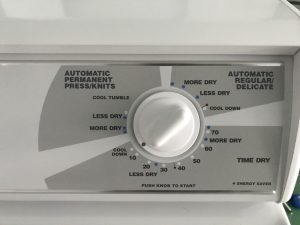 AUTOMATIC
PERMANENT
PRESS/KNITS
AUTOMATIC
REGULAR/
DELICATE
MORE DRY
LESS DRY
COOL DOWN
COOL TUMBLE
LESS DRY
MORE DRY
COOL
DOWN
70
MORE DRY
60
50
40
30
20
10
LESS DRY
TIME DRY
PUSH KNOB TO START
* ENERGY SAVER